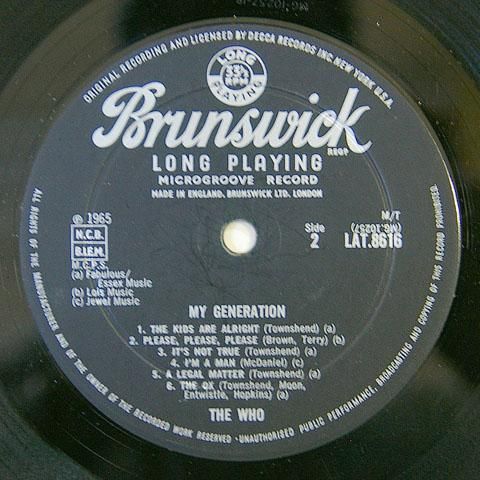 ORIGINAL RECORDING AND LICENSED BY DECCA RECORDS INC. NEW YORK. U.S.A.
LONG
33⅓
R.P.M.
PLAYING
Brunswick
REGD
LONG PLAYING
MICROGROOVE RECORD
MADE IN ENGLAND. BRUNSWICK LTD. LONDON
℗ 1965
N.C.B.
B.I.E.M.
M.C.P.S.
(a) Fabulous/
Essex Music
(b) Lois Music
(c) Jewel Music
M/T
(MG.10257)
Side
2
LAT.8616
MY GENERATION
1. THE KIDS ARE ALRIGHT (Townshend) (a)
2. PLEASE, PLEASE, PLEASE (Brown, Terry) (b)
3. IT'S NOT TRUE (Townshend) (a)
4. I'M A MAN (McDaniel) (c)
5. A LEGAL MATTER (Townshend) (a)
6. THE OX (Townshend, Moon,
Entwistle, Hopkins) (a)
THE WHO
ALL RIGHTS OF THE MANUFACTURER AND OF THE OWNER OF THE RECORDED WORK RESERVED · UNAUTHORISED PUBLIC PERFORMANCE, BROADCASTING AND COPYING OF THIS RECORD PROHIBITED.